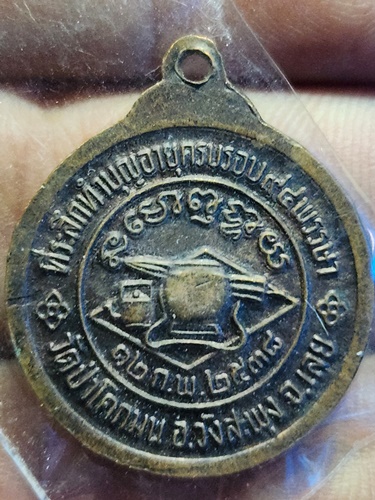 ที่ระลึกทำบุญอายุครบรอบ๙๔พรรษา
๑๒ ก.พ. ๒๕๓๘
วัดป่าโคกมน อ.วังสะพุง จ.เลย